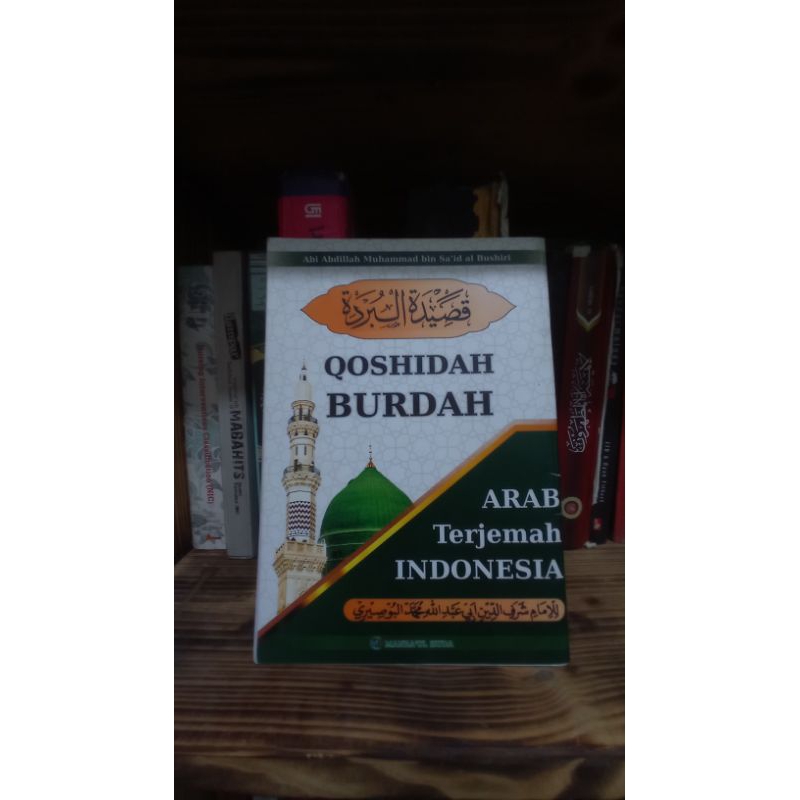 Abi Abdillah Muhammad bin Sa'id al Bushiri
قصيدة البردة
QOSHIDAH
BURDAH
ARAB
Terjemah
INDONESIA
للإمام شرف الدين أبي عبد الله محمد البوصيري
MABAHITS